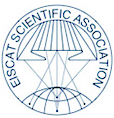 EISCAT SCIENTIFIC ASSOCIATION